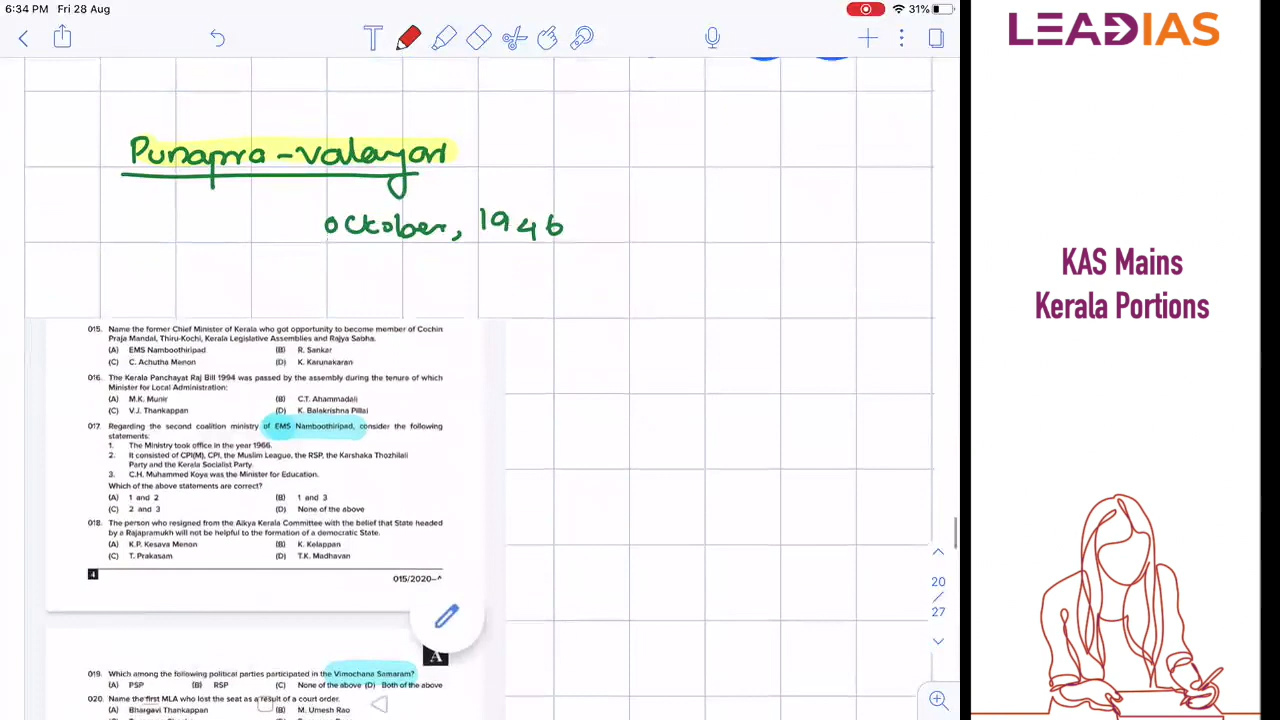 6:34 PM Fri 28 Aug
31%
LEADIAS
Punapra-valayar
october, 1946
KAS Mains
Kerala Portions
015. Name the former Chief Minister of Kerala who got opportunity to become member of Cochin
Praja Mandal, Thiru-Kochi, Kerala Legislative Assemblies and Rajya Sabha.
(A) EMS Namboothiripad (B) R. Sankar
(C) C. Achutha Menon (D) K. Karunakaran
016. The Kerala Panchayat Raj Bill 1994 was passed by the assembly during the tenure of which
Minister for Local Administration:
(A) M.K. Munir (B) C.T. Ahammadali
(C) V.J. Thankappan (D) K. Balakrishna Pillai
017. Regarding the second coalition ministry of EMS Namboothiripad, consider the following
statements:
1. The Ministry took office in the year 1966.
2. It consisted of CPI(M), CPI, the Muslim League, the RSP, the Karshaka Thozhilali
Party and the Kerala Socialist Party.
3. C.H. Muhammed Koya was the Minister for Education.
Which of the above statements are correct?
(A) 1 and 2 (B) 1 and 3
(C) 2 and 3 (D) None of the above
018. The person who resigned from the Aikya Kerala Committee with the belief that State headed
by a Rajapramukh will not be helpful to the formation of a democratic State.
(A) K.P. Kesava Menon (B) K. Kelappan
(C) T. Prakasam (D) T.K. Madhavan
4
015/2020-^
A
019. Which among the following political parties participated in the Vimochana Samaram?
(A) PSP (B) RSP (C) None of the above (D) Both of the above
020. Name the first MLA who lost the seat as a result of a court order.
(A) Bhargavi Thankappan (B) M. Umesh Rao
20
/
27